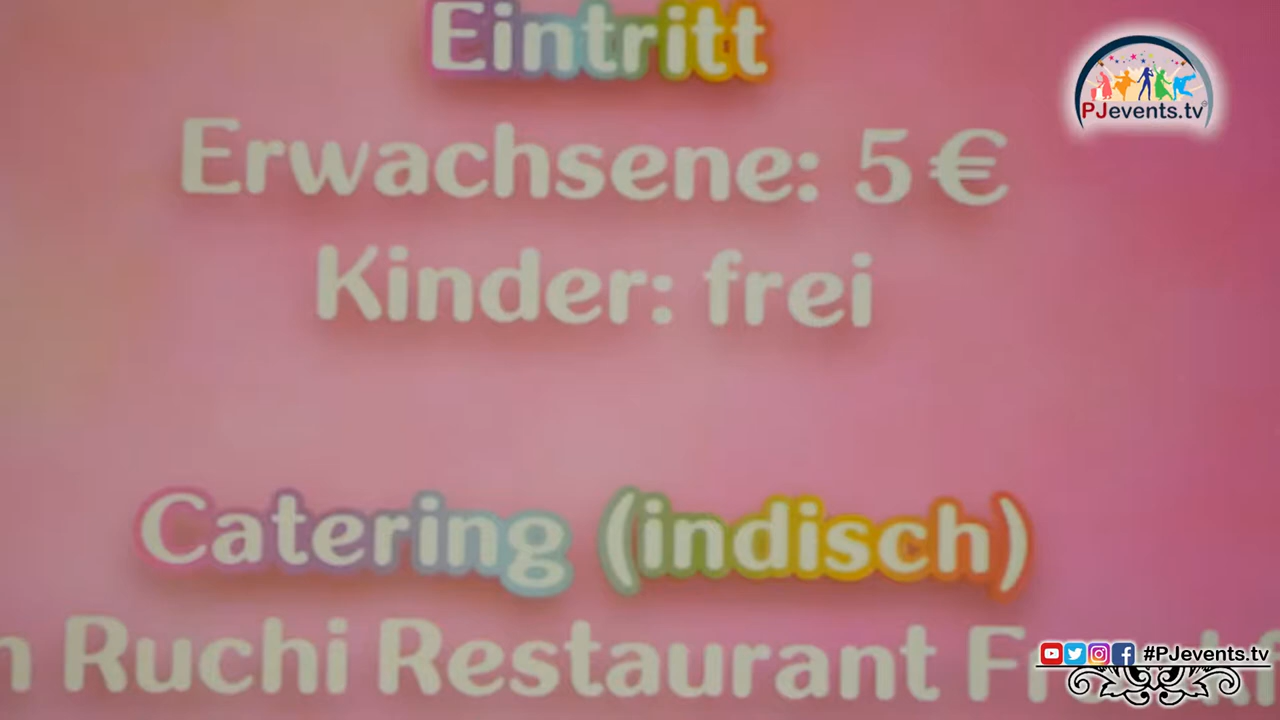 Eintritt
PJevents.tv
Erwachsene: 5 €
Kinder: frei
Catering (indisch)
Ruchi Restaurant
#PJevents.tv